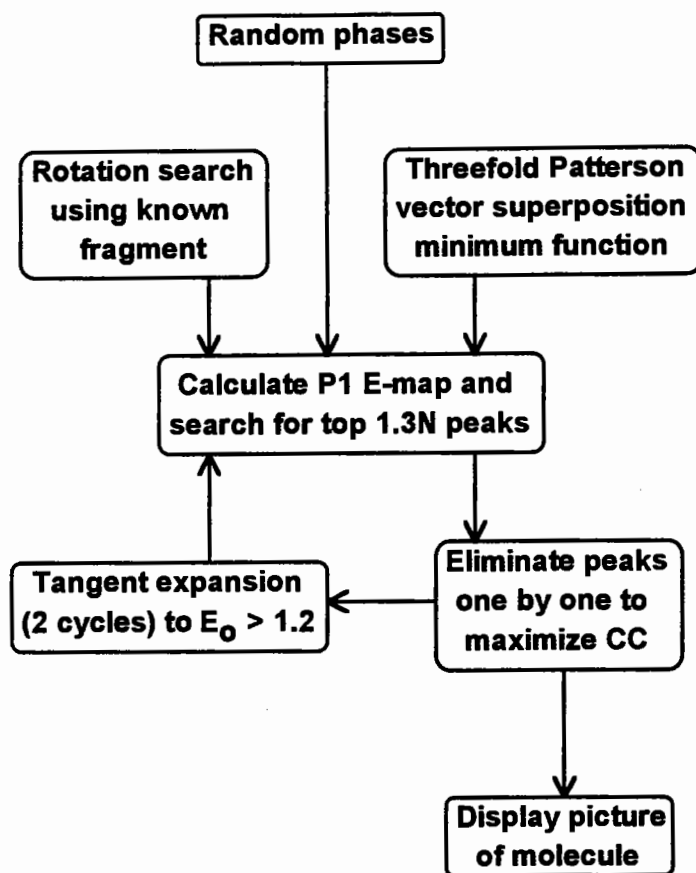 Random phases
Rotation search
using known
fragment
Threefold Patterson
vector superposition
minimum function
Calculate P1 E-map and
search for top 1.3N peaks
Tangent expansion
(2 cycles) to Eo > 1.2
Eliminate peaks
one by one to
maximize CC
Display picture
of molecule